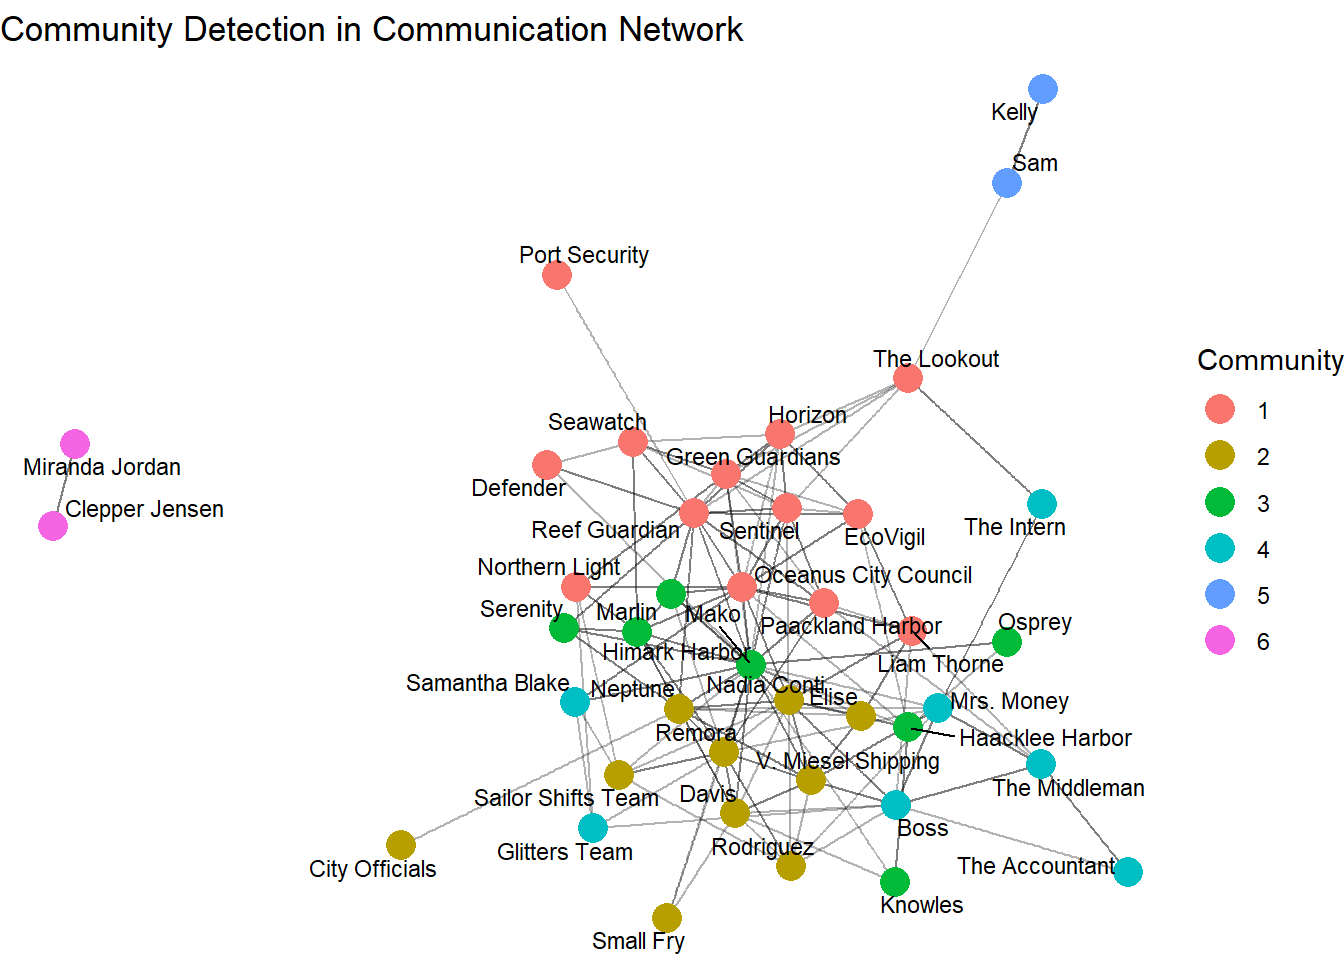 Community Detection in Communication Network
Kelly
Sam
Port Security
The Lookout
Community
1
2
3
4
5
6
Seawatch
Horizon
Green Guardians
Miranda Jordan
Defender
Clepper Jensen
Reef Guardian
Sentinel
EcoVigil
The Intern
Northern Light
Oceanus City Council
Serenity
Marlin
Mako
Paackland Harbor
Osprey
Himark Harbor
Liam Thorne
Samantha Blake
Neptune
Nadia Conti
Elise
Mrs. Money
Remora
Haacklee Harbor
V. Miesel Shipping
The Middleman
Sailor Shifts Team
Davis
Boss
Glitters Team
Rodriguez
City Officials
The Accountant
Knowles
Small Fry